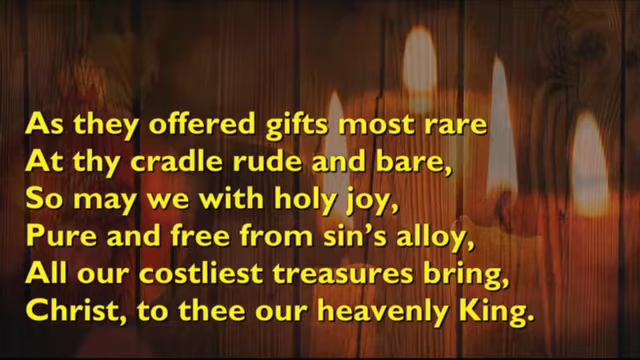 As they offered gifts most rare
At thy cradle rude and bare,
So may we with holy joy,
Pure and free from sin’s alloy,
All our costliest treasures bring,
Christ, to thee our heavenly King.